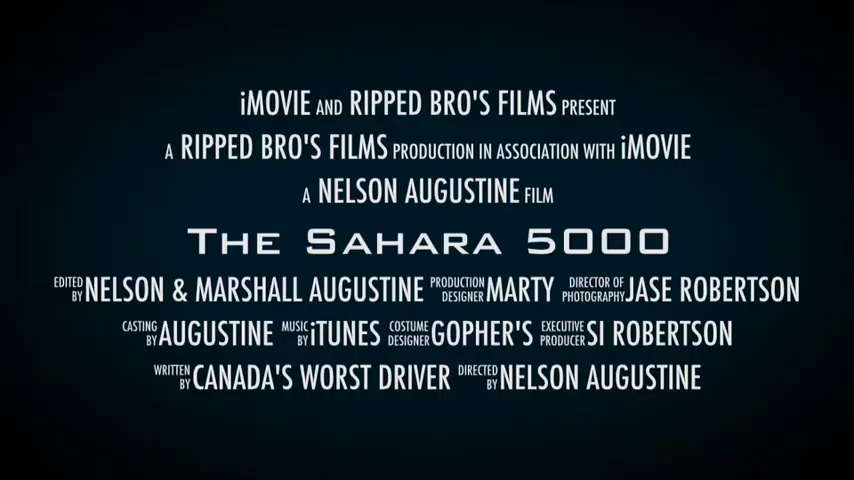 iMOVIE AND RIPPED BRO'S FILMS PRESENT
A RIPPED BRO'S FILMS PRODUCTION IN ASSOCIATION WITH iMOVIE
A NELSON AUGUSTINE FILM
THE SAHARA 5000
EDITED BY NELSON & MARSHALL AUGUSTINE PRODUCTION DESIGNER MARTY DIRECTOR OF PHOTOGRAPHY JASE ROBERTSON
CASTING BY AUGUSTINE MUSIC BY iTUNES COSTUME DESIGNER GOPHER'S EXECUTIVE PRODUCER SI ROBERTSON
WRITTEN BY CANADA'S WORST DRIVER DIRECTED BY NELSON AUGUSTINE